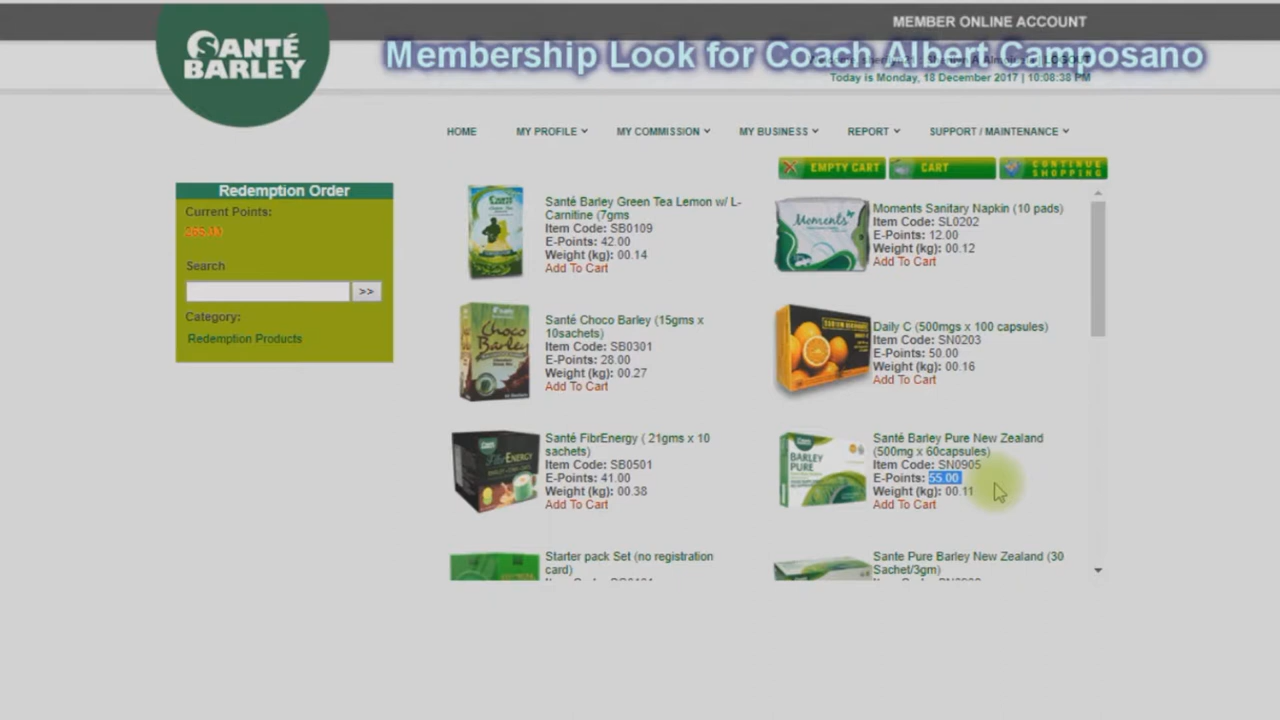 MEMBER ONLINE ACCOUNT
SANTÉ
BARLEY
Membership Look for Coach Albert Camposano
Today is Monday, 18 December 2017 | 10:08:38 PM
HOME
MY PROFILE
MY COMMISSION
MY BUSINESS
REPORT
SUPPORT / MAINTENANCE
EMPTY CART
CART
CONTINUE
SHOPPING
Redemption Order
Current Points:
Search
>>
Category:
Redemption Products
Santé Barley Green Tea Lemon w/ L-
Carnitine (7gms
Item Code: SB0109
E-Points: 42.00
Weight (kg): 00.14
Add To Cart
Moments
Moments Sanitary Napkin (10 pads)
Item Code: SL0202
E-Points: 12.00
Weight (kg): 00.12
Add To Cart
Choco
Barley
Santé Choco Barley (15gms x
10sachets)
Item Code: SB0301
E-Points: 28.00
Weight (kg): 00.27
Add To Cart
Daily C (500mgs x 100 capsules)
Item Code: SN0203
E-Points: 50.00
Weight (kg): 00.16
Add To Cart
FibrENERGY
Santé FibrEnergy ( 21gms x 10
sachets)
Item Code: SB0501
E-Points: 41.00
Weight (kg): 00.38
Add To Cart
BARLEY
PURE
Santé Barley Pure New Zealand
(500mg x 60capsules)
Item Code: SN0905
E-Points: 55.00
Weight (kg): 00.11
Add To Cart
Starter pack Set (no registration
card)
Sante Pure Barley New Zealand (30
Sachet/3gm)